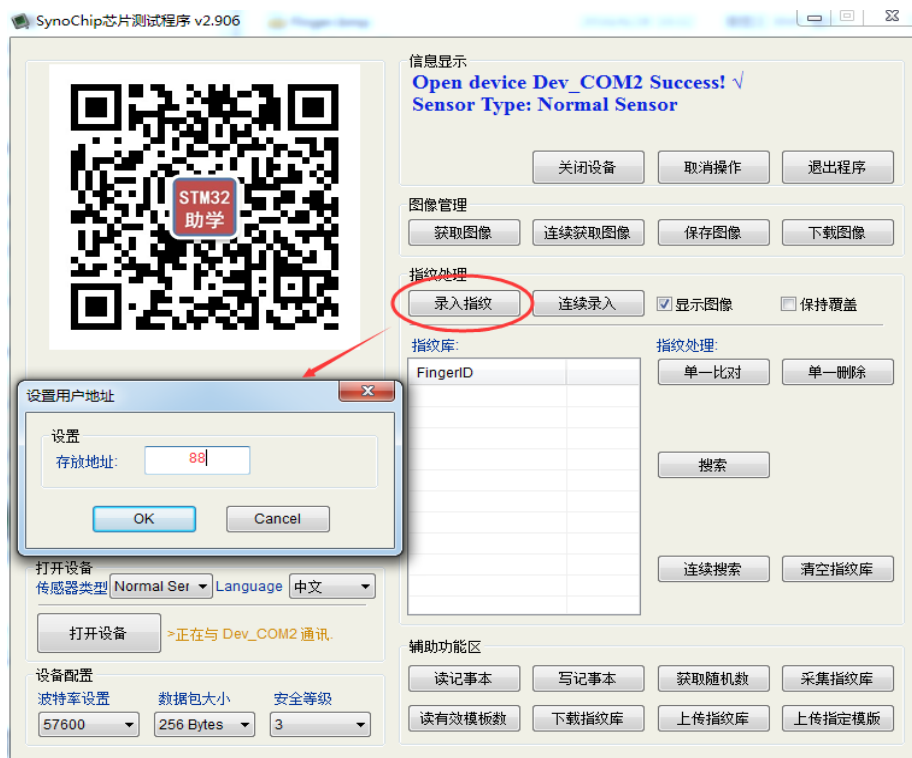 SynoChip芯片测试程序 v2.906
STM32
助学
信息显示
Open device Dev_COM2 Success! √
Sensor Type: Normal Sensor
关闭设备 取消操作 退出程序
图像管理
获取图像 连续获取图像 保存图像 下载图像
指纹处理
录入指纹 连续录入 显示图像 保持覆盖
指纹库:
FingerID
指纹处理:
单一比对 单一删除
搜索
连续搜索 清空指纹库
设置用户地址
设置
存放地址: 88
OK Cancel
打开设备
传感器类型 Normal Ser Language 中文
打开设备 >正在与 Dev_COM2 通讯.
设备配置
波特率设置 数据包大小 安全等级
57600 256 Bytes 3
辅助功能区
读记事本 写记事本 获取随机数 采集指纹库
读有效模板数 下载指纹库 上传指纹库 上传指定模版